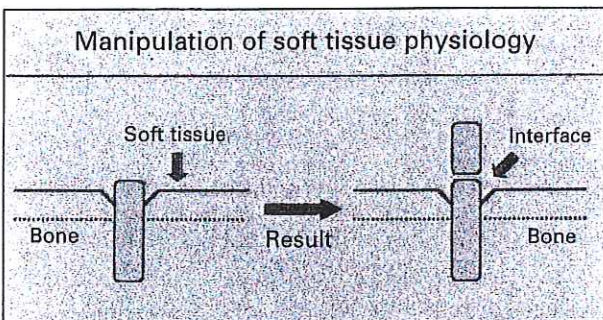 Manipulation of soft tissue physiology
Soft tissue
Interface
Bone
Result
Bone